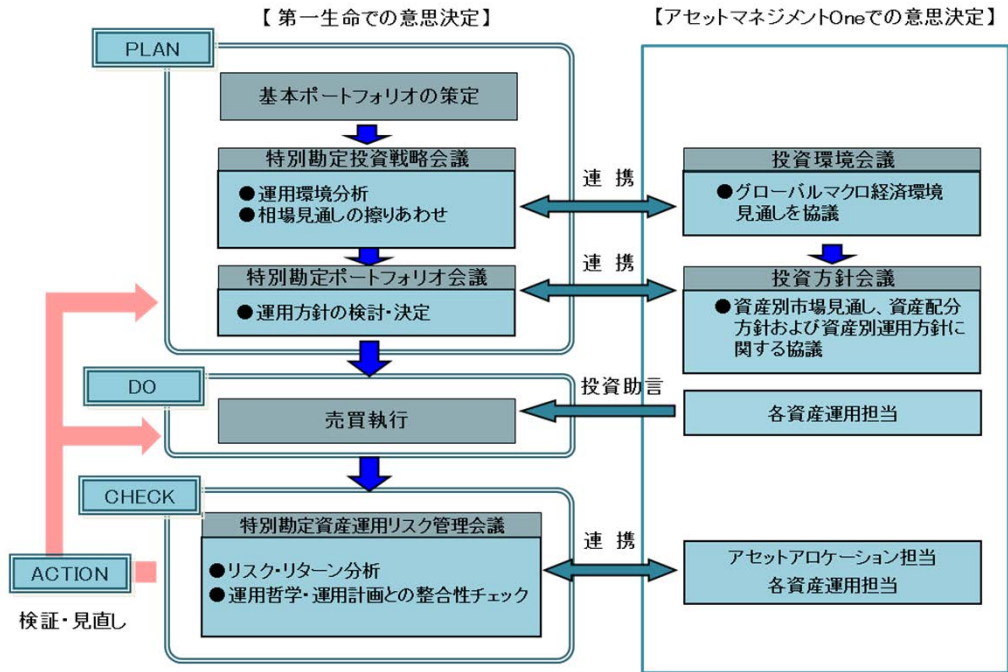 【 第一生命での意思決定】
【アセットマネジメントOneでの意思決定】
PLAN
基本ポートフォリオの策定
特別勘定投資戦略会議
●運用環境分析
●相場見通しの擦りあわせ
連 携
投資環境会議
●グローバルマクロ経済環境
見通しを協議
特別勘定ポートフォリオ会議
●運用方針の検討・決定
連 携
投資方針会議
●資産別市場見通し、資産配分
方針および資産別運用方針に
関する協議
DO
売買執行
投資助言
各資産運用担当
CHECK
特別勘定資産運用リスク管理会議
●リスク・リターン分析
●運用哲学・運用計画との整合性チェック
連 携
アセットアロケーション担当
各資産運用担当
ACTION
検証・見直し